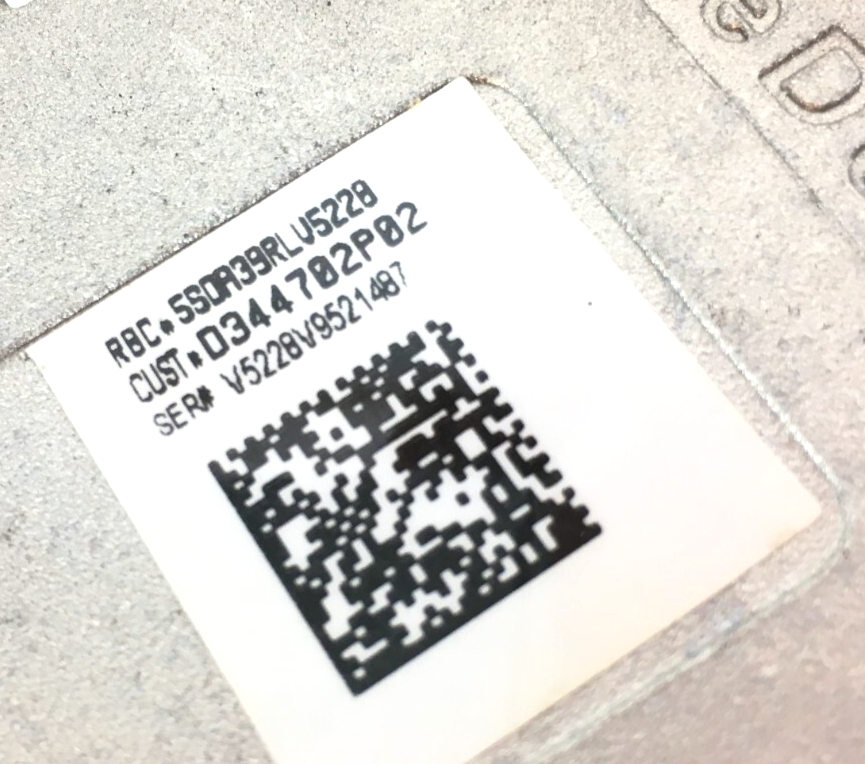 RBC# 5SDA39RLV5228
CUST# D344702P02
SER# V5228V9521487
D